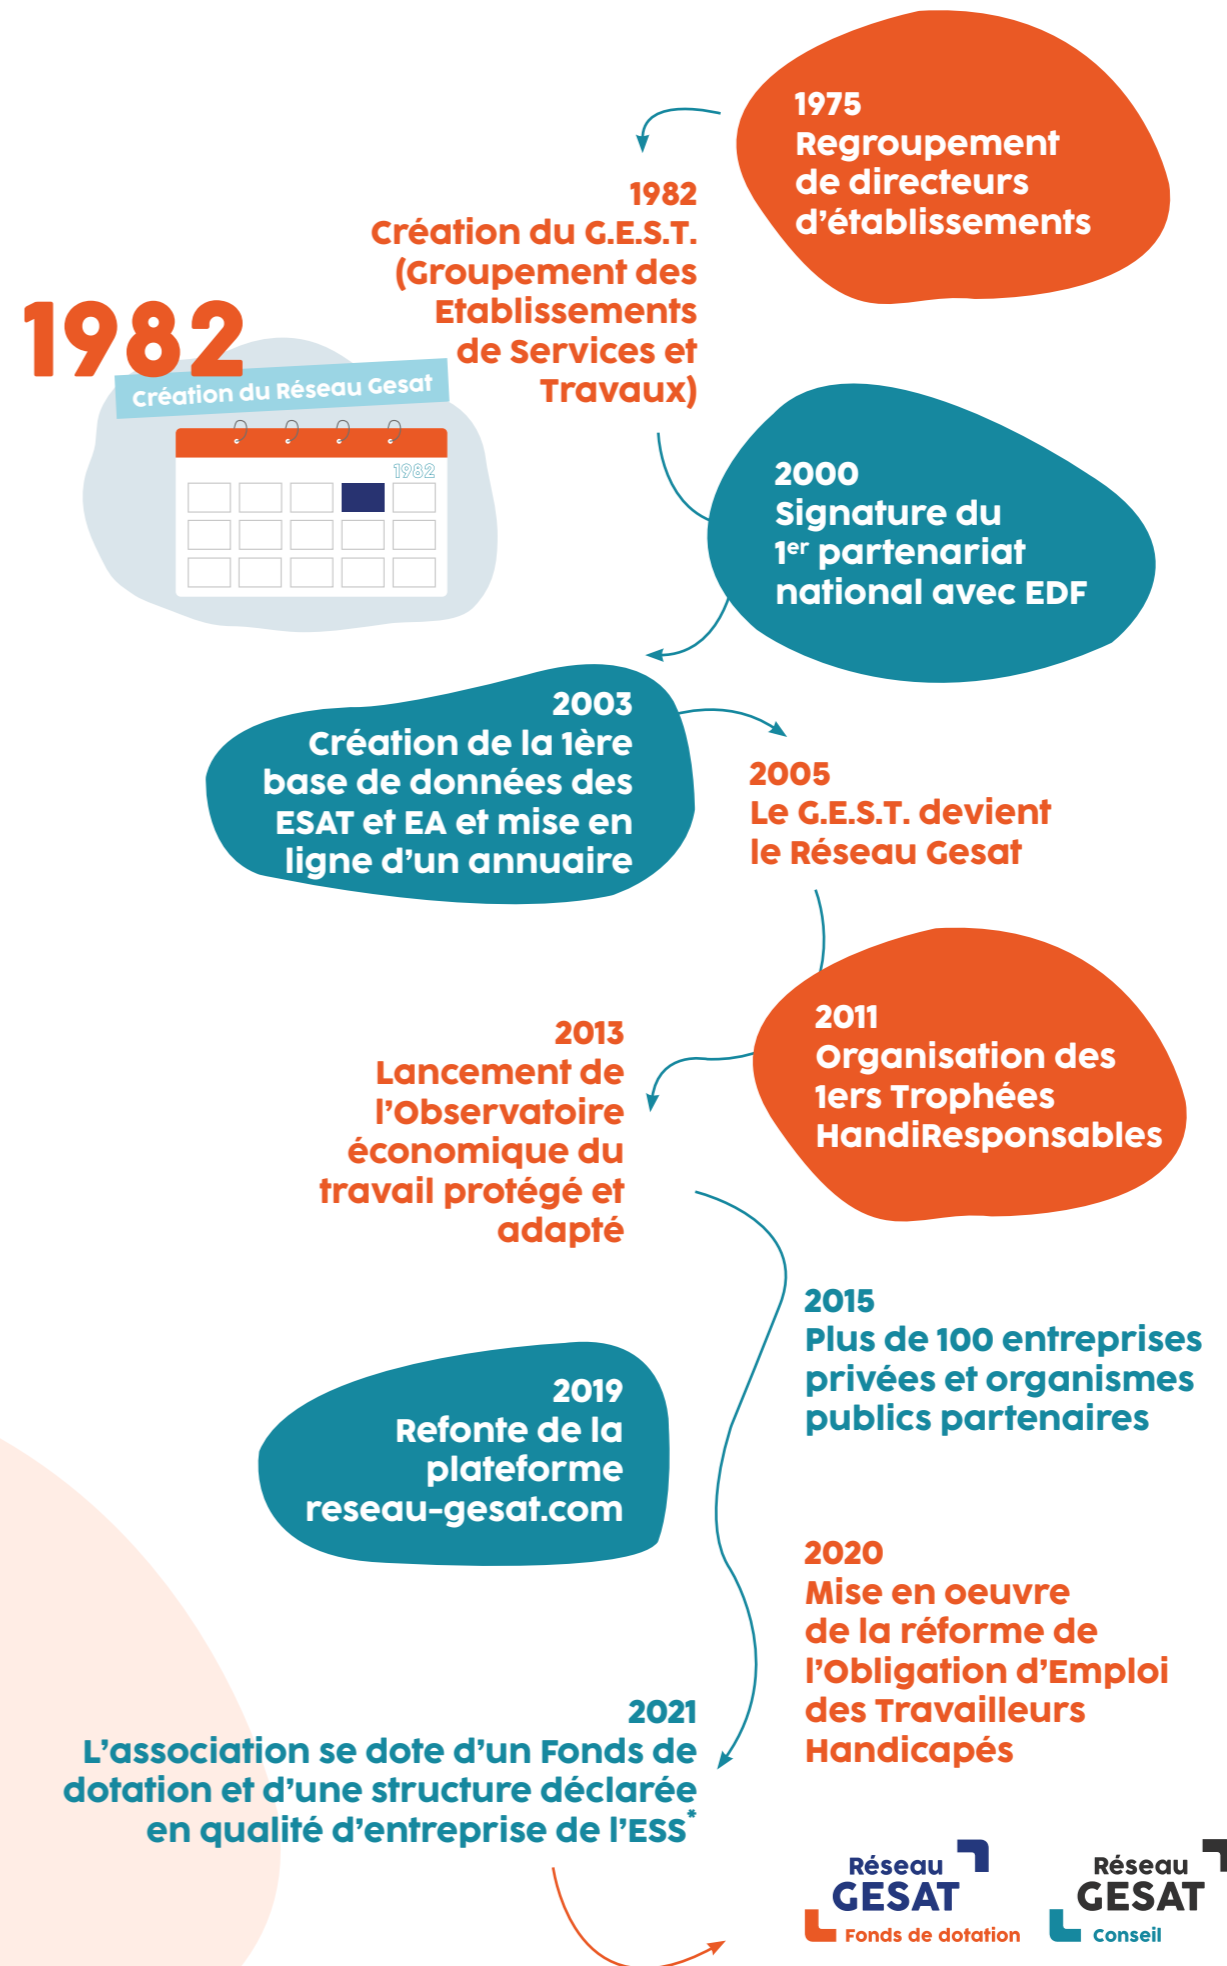 1975
Regroupement
de directeurs
d'établissements
1982
Création du G.E.S.T.
(Groupement des
Etablissements
de Services et
Travaux)
1982
Création du Réseau Gesat
1982
2000
Signature du
1er partenariat
national avec EDF
2003
Création de la 1ère
base de données des
ESAT et EA et mise en
ligne d'un annuaire
2005
Le G.E.S.T. devient
le Réseau Gesat
2011
Organisation des
1ers Trophées
HandiResponsables
2013
Lancement de
l'Observatoire
économique du
travail protégé et
adapté
2015
Plus de 100 entreprises
privées et organismes
publics partenaires
2019
Refonte de la
plateforme
reseau-gesat.com
2020
Mise en oeuvre
de la réforme de
l'Obligation d'Emploi
des Travailleurs
Handicapés
2021
L'association se dote d'un Fonds de
dotation et d'une structure déclarée
en qualité d'entreprise de l'ESS*
Réseau
GESAT
Fonds de dotation
Réseau
GESAT
Conseil